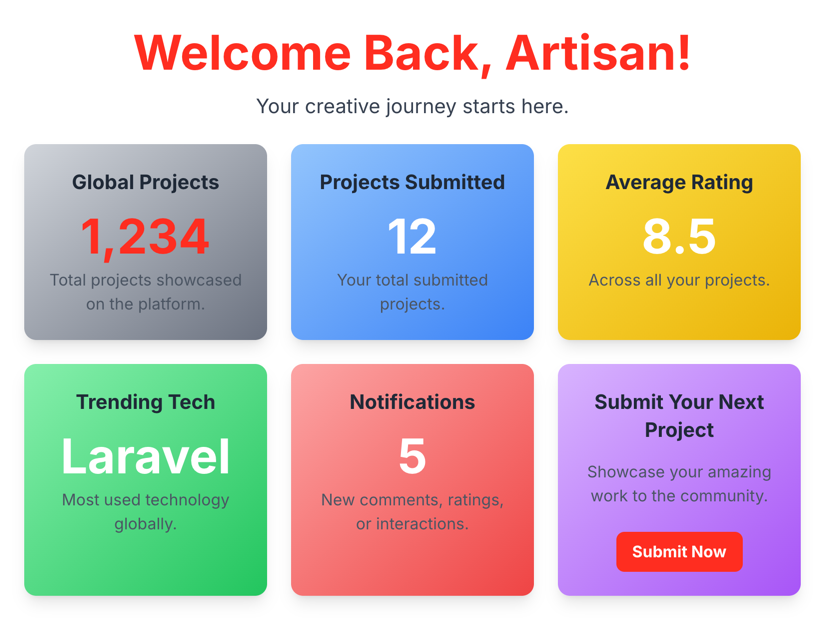 Welcome Back, Artisan!
Your creative journey starts here.
Global Projects
1,234
Total projects showcased
on the platform.
Projects Submitted
12
Your total submitted
projects.
Average Rating
8.5
Across all your projects.
Trending Tech
Laravel
Most used technology
globally.
Notifications
5
New comments, ratings,
or interactions.
Submit Your Next
Project
Showcase your amazing
work to the community.
Submit Now